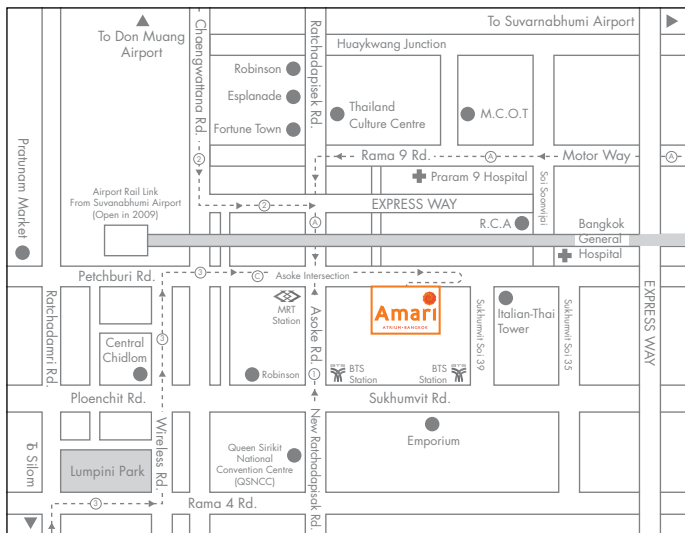 To Don Muang
Airport
Chaengwattana Rd.
Ratchadapisek Rd.
To Suvarnabhumi Airport
Huaykwang Junction
Robinson
Esplanade
Fortune Town
Thailand
Culture Centre
M.C.O.T
Pratunam Market
2
Rama 9 Rd.
A
Motor Way
A
Praram 9 Hospital
Soi Soonvijai
Airport Rail Link
From Suvanabhumi Airport
(Open in 2009)
2
EXPRESS WAY
A
R.C.A
Bangkok
General
Hospital
Petchburi Rd.
3
C
Asoke Intersection
EXPRESS WAY
Ratchadamri Rd.
MRT
Station
Asoke Rd.
Amari
ATRIUM•BANGKOK
Sukhumvit Soi 39
Italian-Thai
Tower
Sukhumvit Soi 35
3
Central
Chidlom
Robinson
1
BTS
Station
BTS
Station
Ploenchit Rd.
Sukhumvit Rd.
Wireless Rd.
New Ratchadapisak Rd.
Emporium
To Silom
Lumpini Park
Queen Sirikit
National
Convention Centre
(QSNCC)
3
Rama 4 Rd.